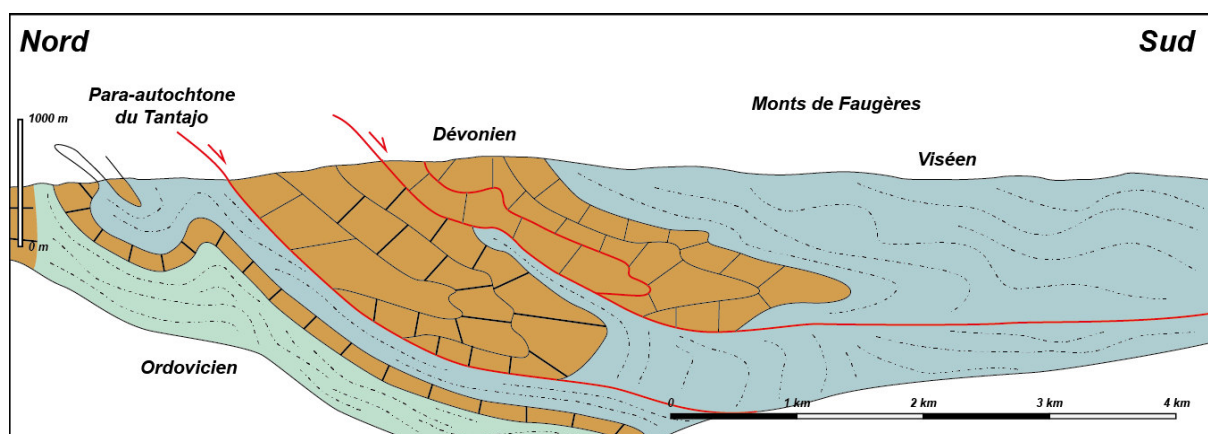 Nord
Sud
Para-autochtone
du Tantajo
Monts de Faugères
1000 m
Dévonien
Viséen
0 m
Ordovicien
0
1 km
2 km
3 km
4 km